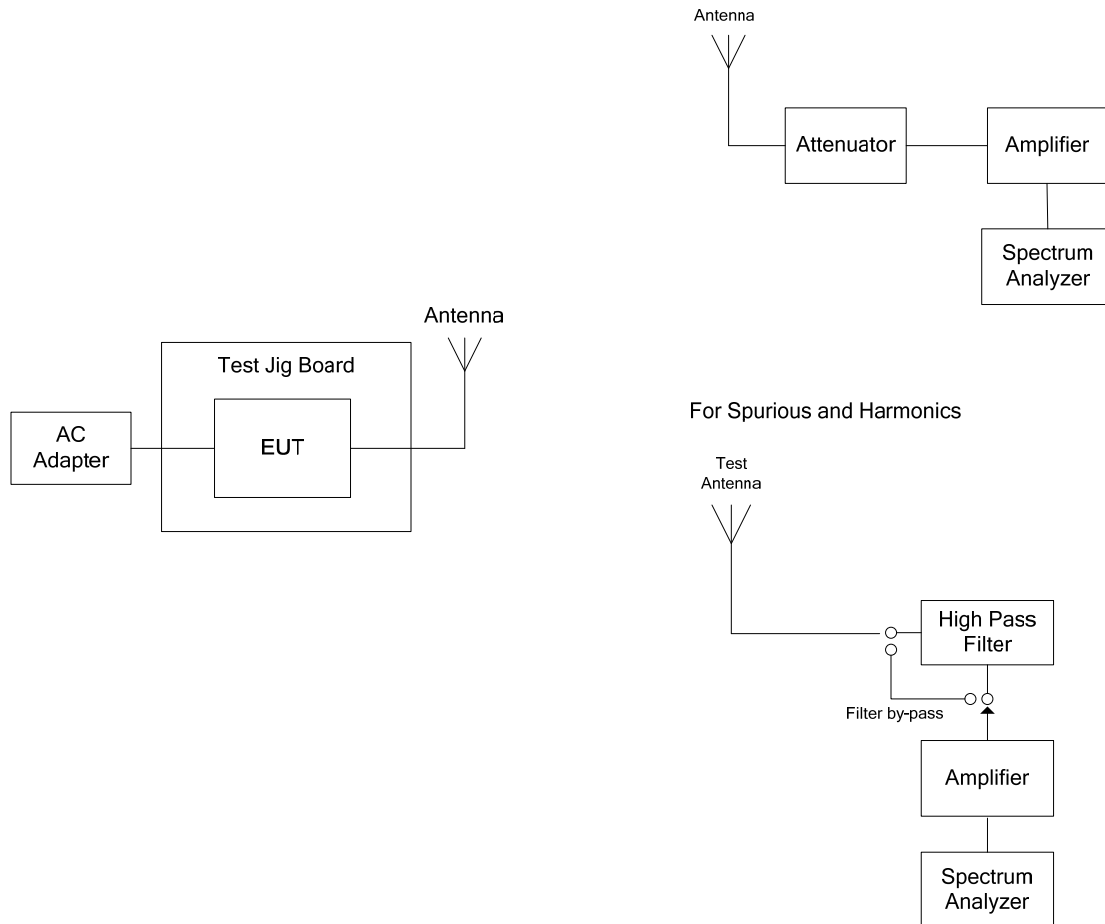 Antenna
Attenuator
Amplifier
Spectrum
Analyzer
Antenna
Test Jig Board
AC
Adapter
EUT
For Spurious and Harmonics
Test
Antenna
High Pass
Filter
Filter by-pass
Amplifier
Spectrum
Analyzer